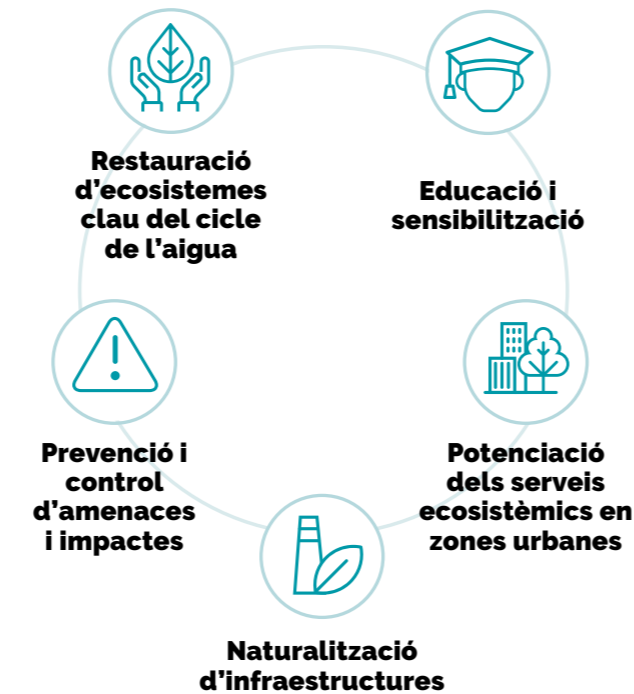 Restauració
d’ecosistemes
clau del cicle
de l’aigua
Educació i
sensibilització
Prevenció i
control
d’amenaces
i impactes
Potenciació
dels serveis
ecosistèmics en
zones urbanes
Naturalització
d’infraestructures